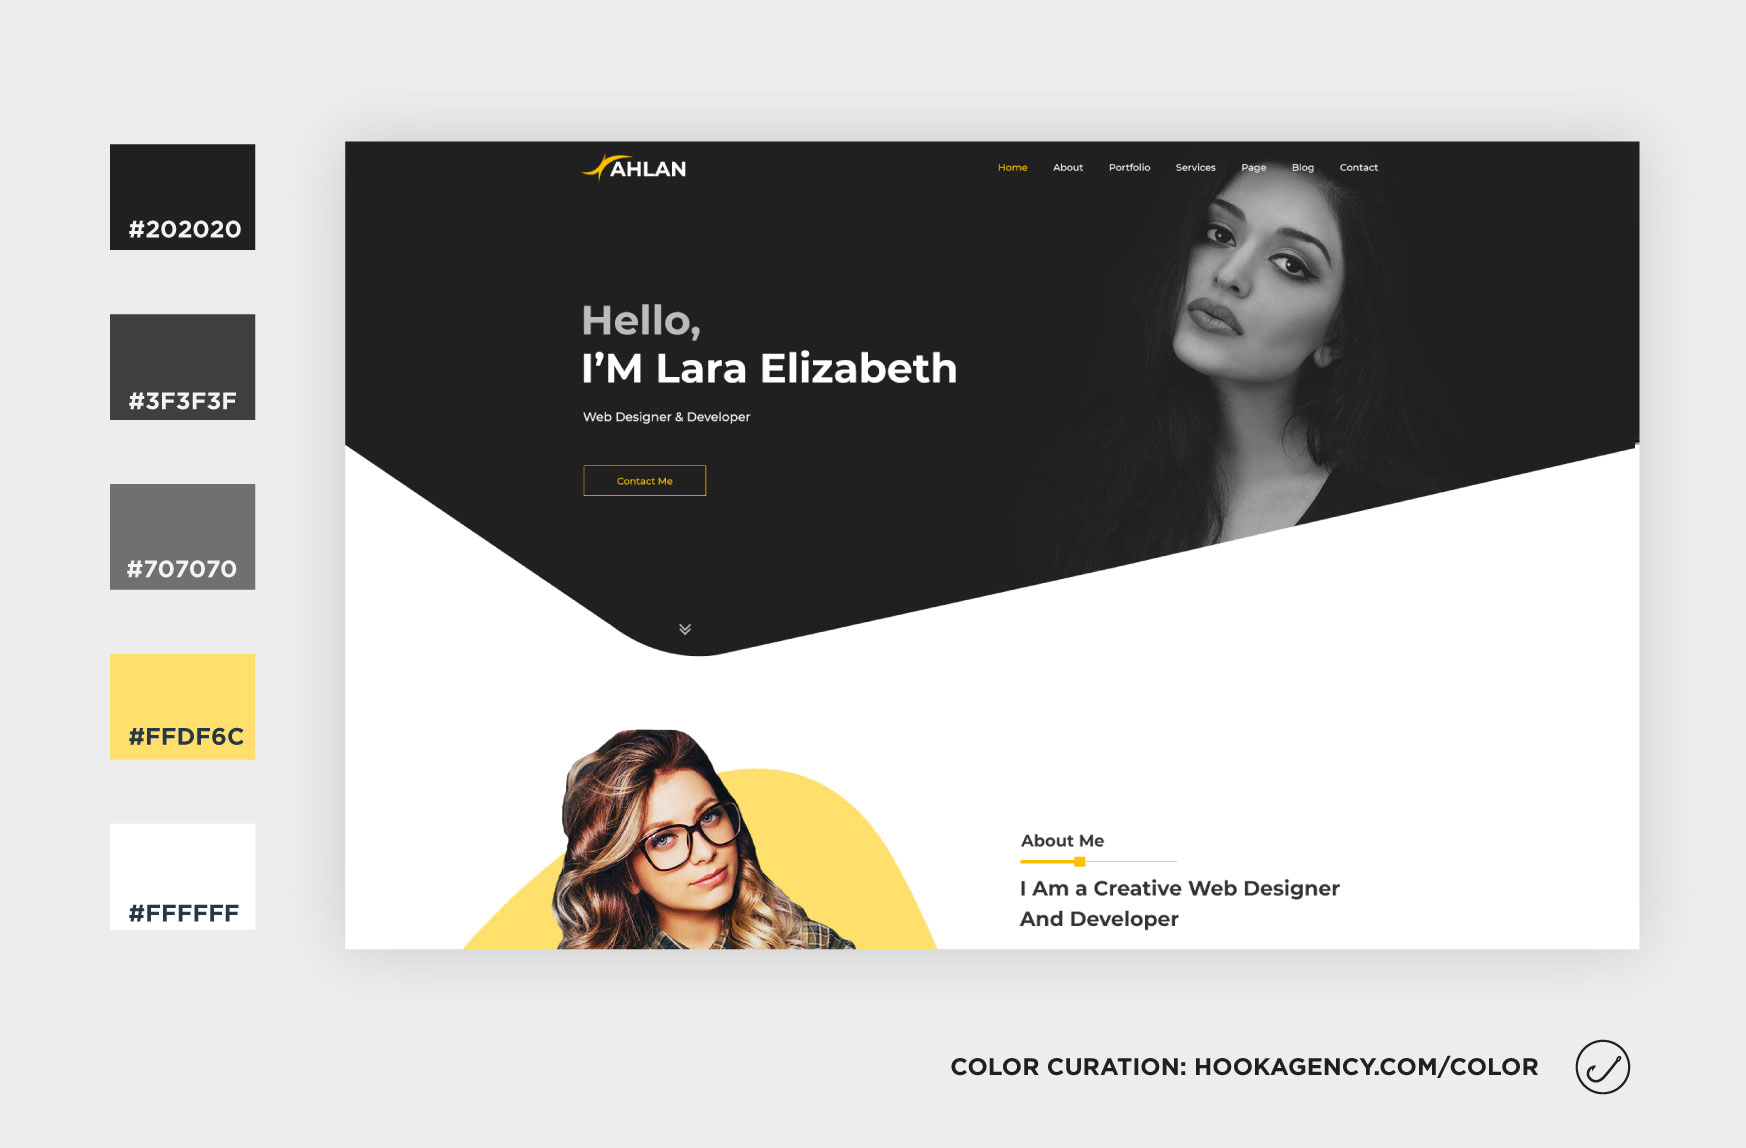 #202020
#3F3F3F
#707070
#FFDF6C
#FFFFFF
AHLAN
Home About Portfolio Services Page Blog Contact
Hello,
I’M Lara Elizabeth
Web Designer & Developer
Contact Me
About Me
I Am a Creative Web Designer
And Developer
COLOR CURATION: HOOKAGENCY.COM/COLOR